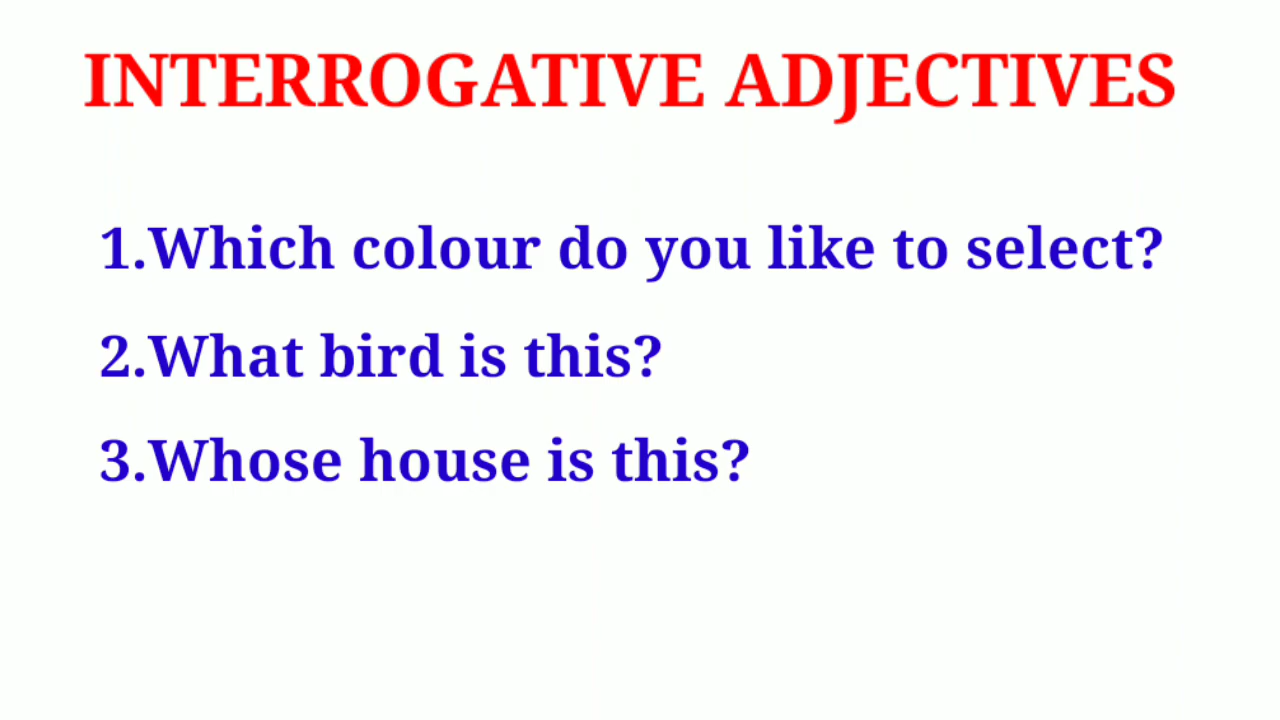 INTERROGATIVE ADJECTIVES
1.Which colour do you like to select?
2.What bird is this?
3.Whose house is this?